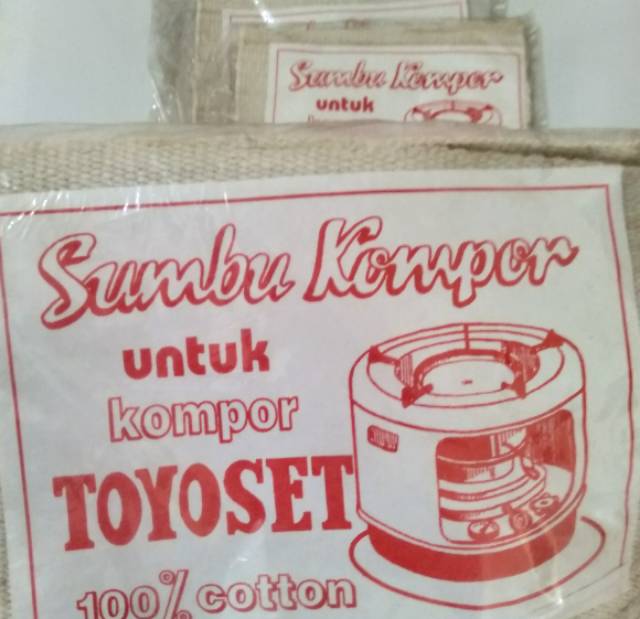 Sumbu Kompor
untuk
Sumbu Kompor
untuk
kompor
TOYOSET
100% cotton